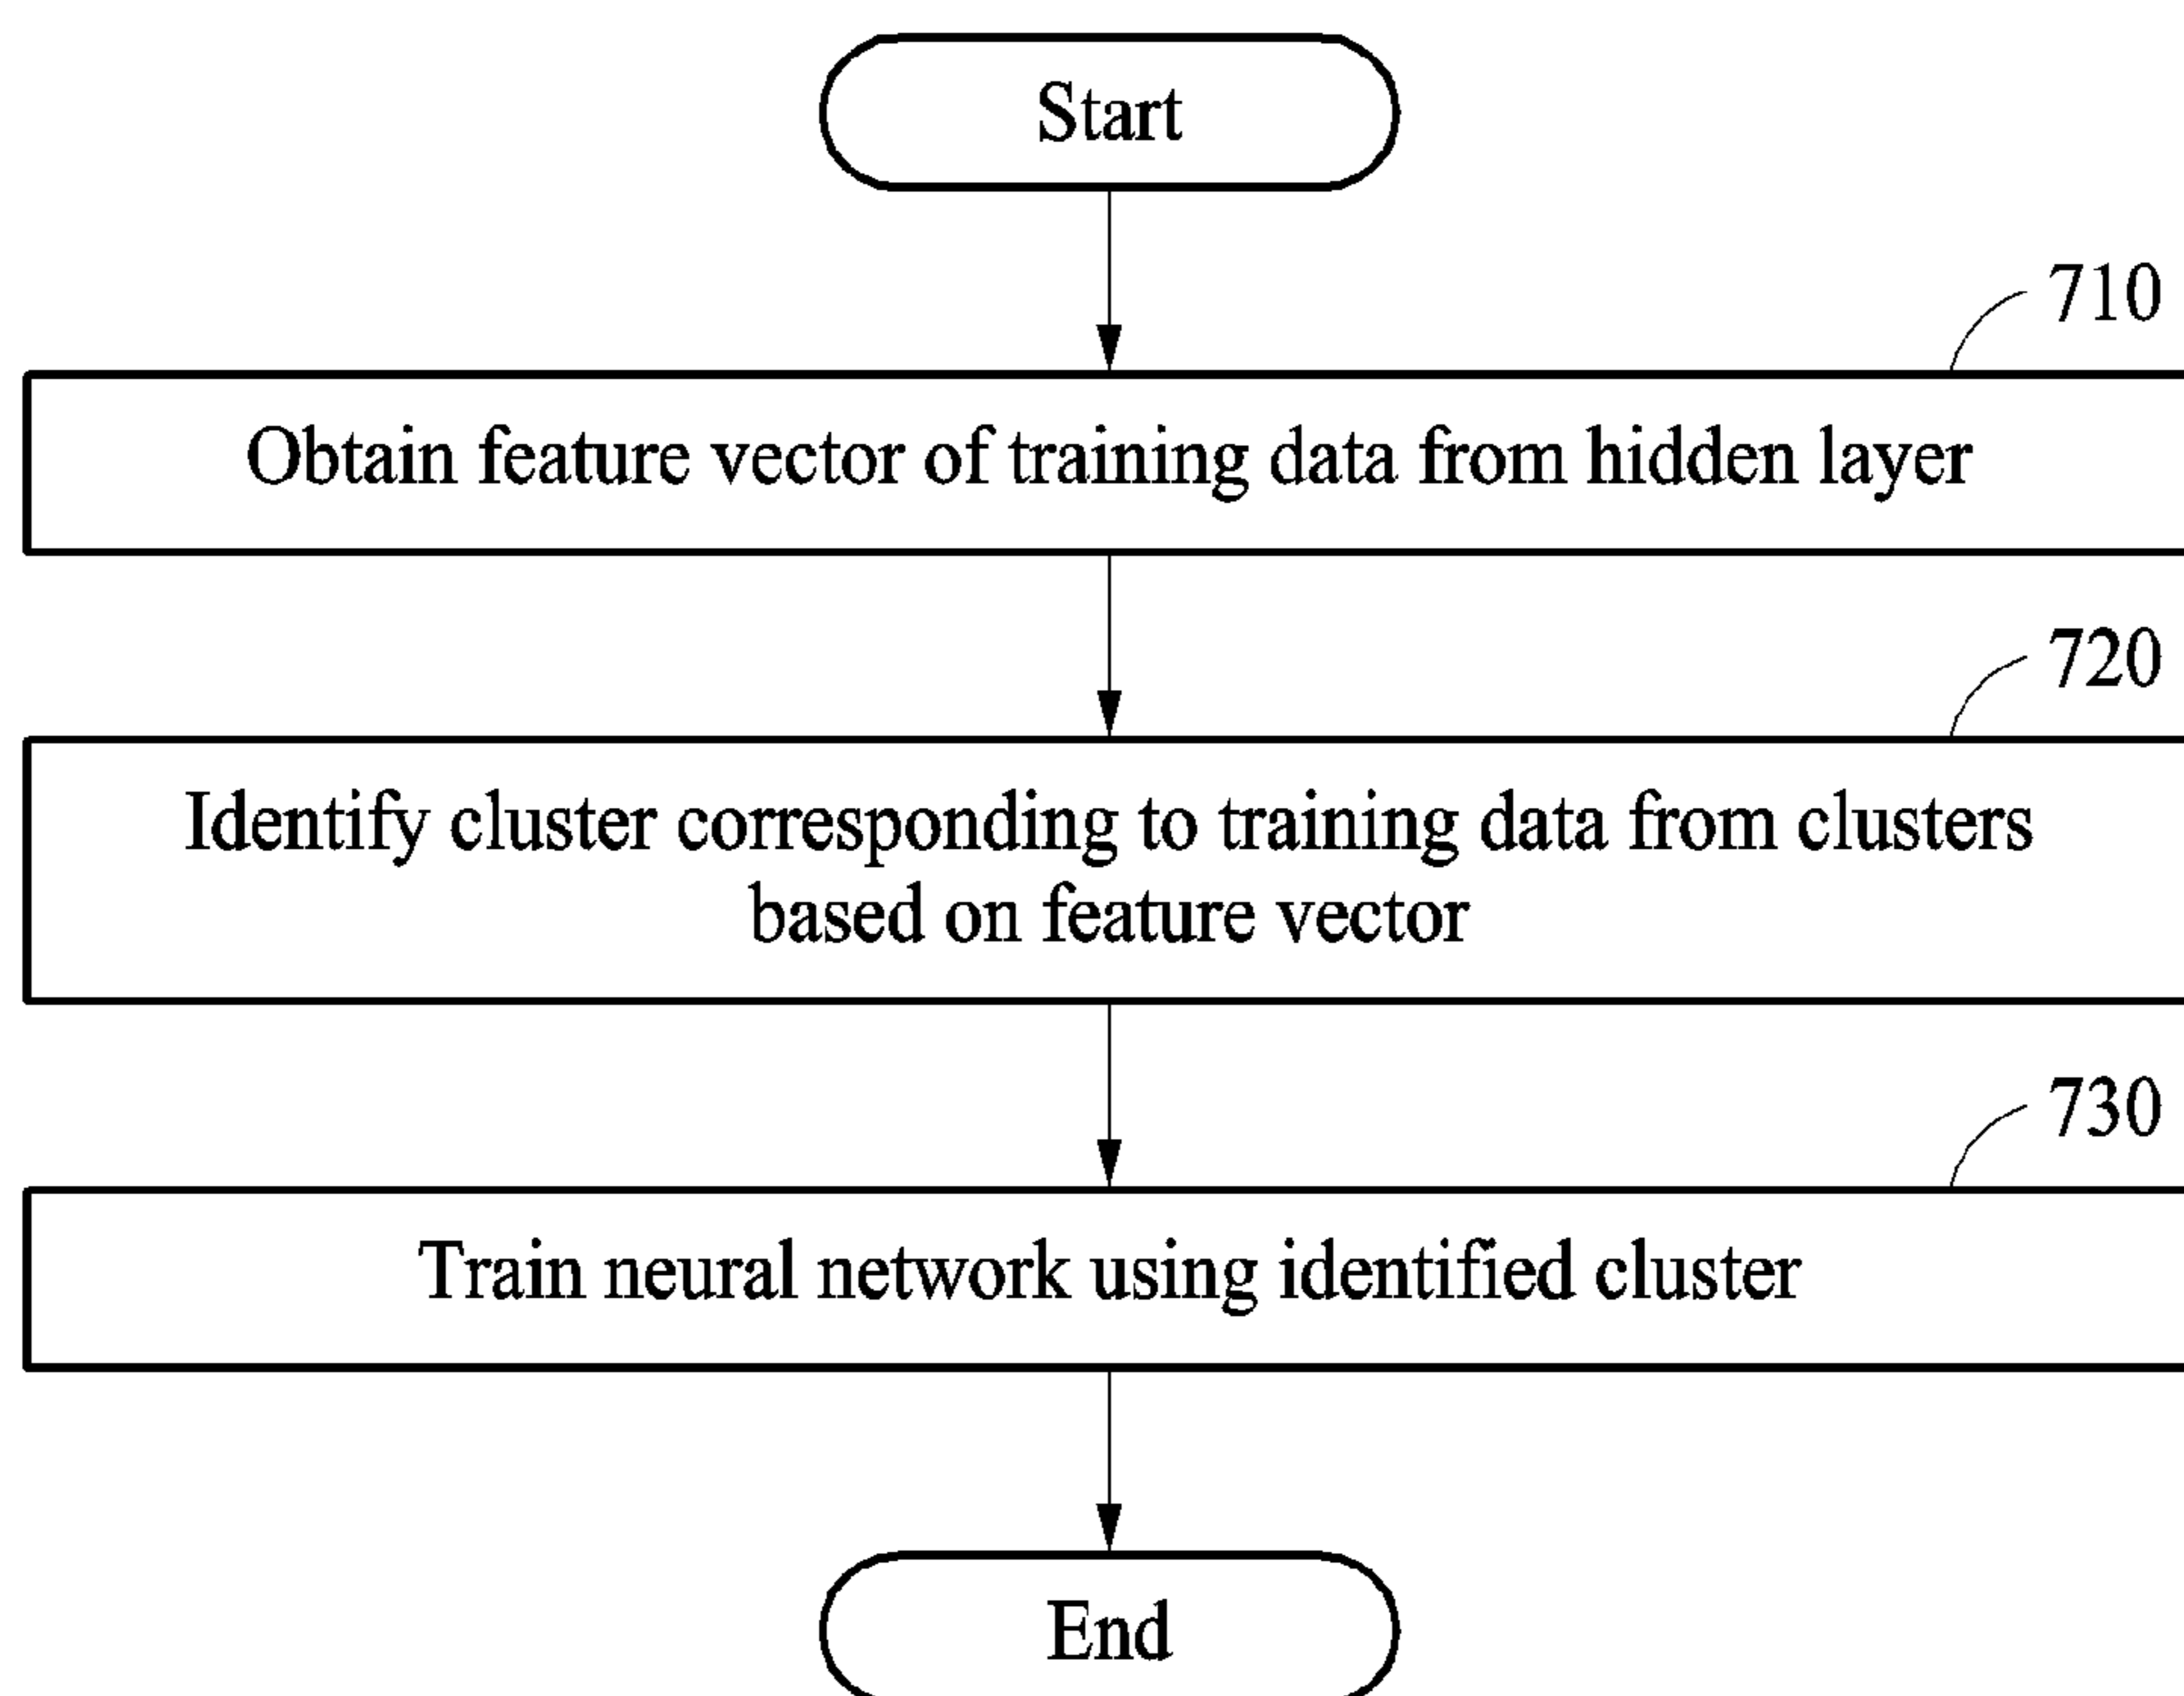 Start
710
Obtain feature vector of training data from hidden layer
720
Identify cluster corresponding to training data from clusters
based on feature vector
730
Train neural network using identified cluster
End